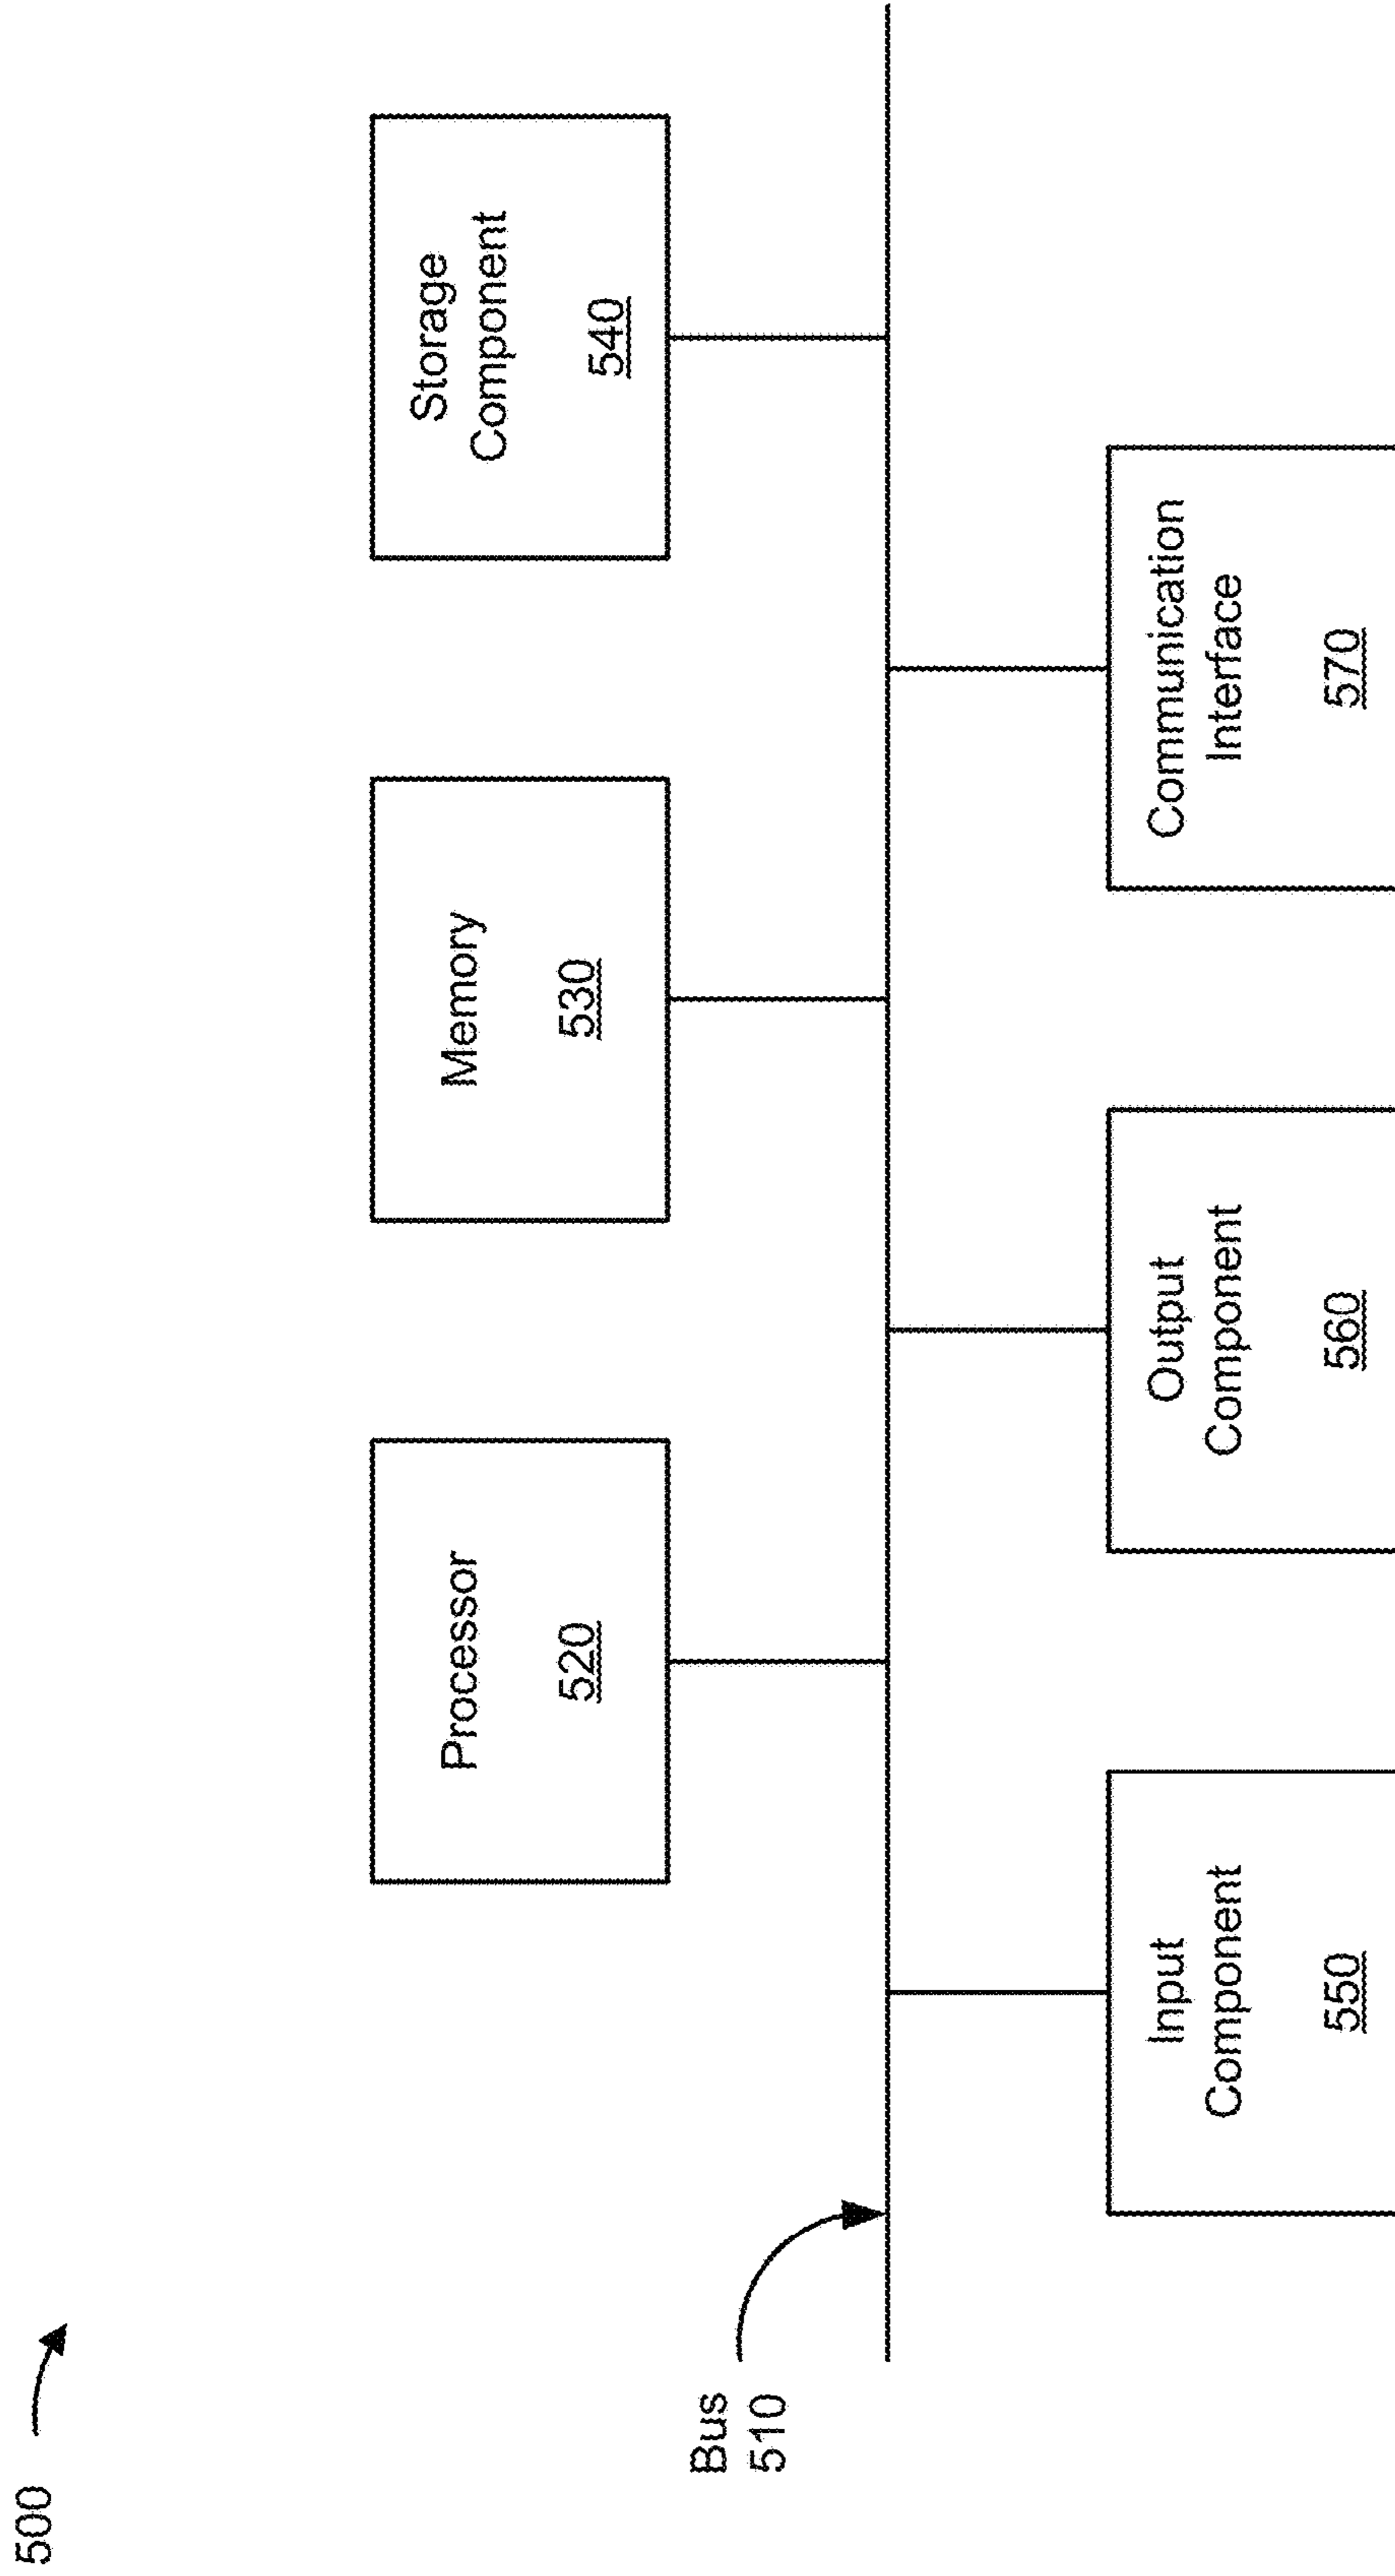 500
Bus
510
Processor
520
Memory
530
Storage
Component
540
Input
Component
550
Output
Component
560
Communication
Interface
570